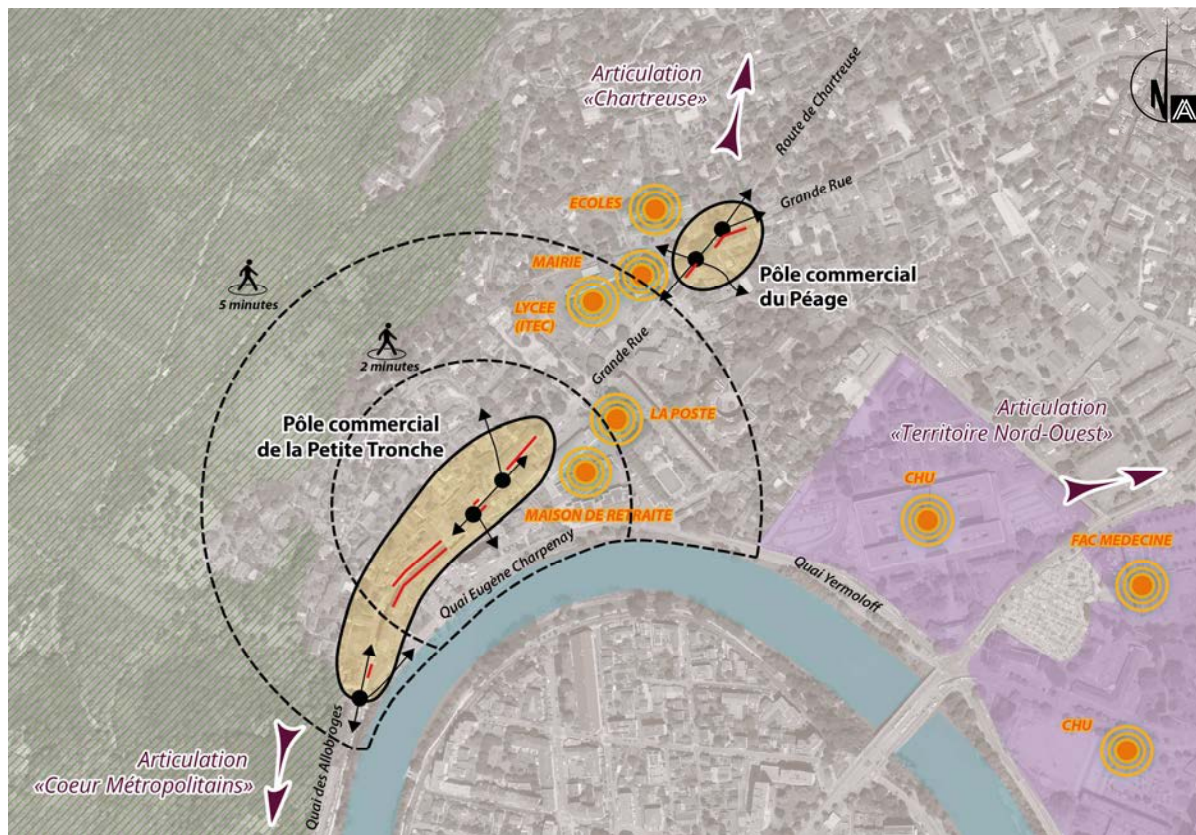 Articulation
«Chartreuse»
Route de Chartreuse
N
ECOLES
Grande Rue
MAIRIE
Pôle commercial
du Péage
5 minutes
LYCEE
(ITEC)
Grande Rue
2 minutes
Pôle commercial
de la Petite Tronche
LA POSTE
Articulation
«Territoire Nord-Ouest»
CHU
MAISON DE RETRAITE
FAC MEDECINE
Quai Eugène Charpenay
Quai Yermoloff
CHU
Articulation
«Coeur Métropolitains»
Quai des Allobroges